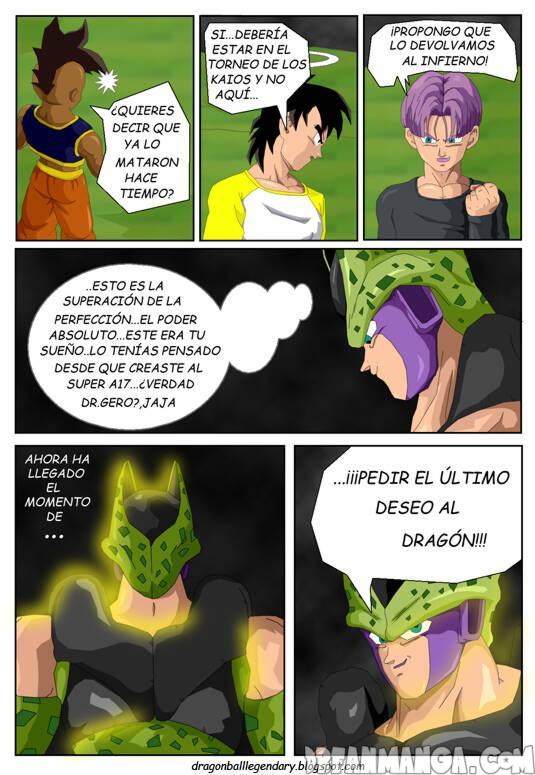 ¿QUIERES
DECIR QUE
YA LO
MATARON
HACE
TIEMPO?
SI...DEBERÍA
ESTAR EN EL
TORNEO DE LOS
KAIOS Y NO
AQUÍ...
¡PROPONGO QUE
LO DEVOLVAMOS
AL INFIERNO!
..ESTO ES LA
SUPERACIÓN DE LA
PERFECCIÓN...EL PODER
ABSOLUTO...ESTE ERA TU
SUEÑO..LO TENÍAS PENSADO
DESDE QUE CREASTE AL
SUPER A17...¿VERDAD
DR.GERO?,JAJA
AHORA HA
LLEGADO
EL
MOMENTO
DE
...
...¡¡¡PEDIR EL ÚLTIMO
DESEO AL
DRAGÓN!!!
dragonballlegendary.blogspot.com
DREAMMANGA.COM